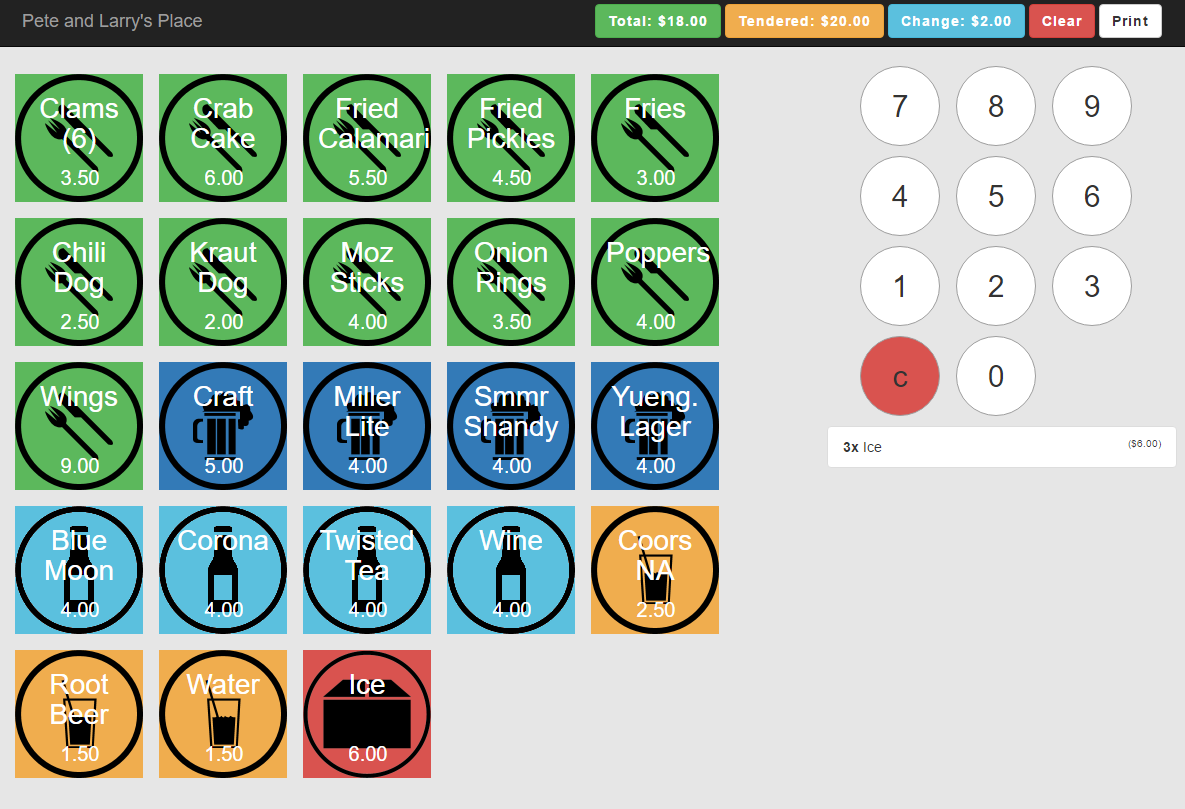 Pete and Larry's Place
Total: $18.00
Tendered: $20.00
Change: $2.00
Clear
Print
Clams
(6)
3.50
Crab
Cake
6.00
Fried
Calamari
5.50
Fried
Pickles
4.50
Fries
3.00
Chili
Dog
2.50
Kraut
Dog
2.00
Moz
Sticks
4.00
Onion
Rings
3.50
Poppers
4.00
Wings
9.00
Craft
5.00
Miller
Lite
4.00
Smmr
Shandy
4.00
Yueng.
Lager
4.00
Blue
Moon
4.00
Corona
4.00
Twisted
Tea
4.00
Wine
4.00
Coors
NA
2.50
Root
Beer
1.50
Water
1.50
Ice
6.00
7 8 9
4 5 6
1 2 3
c 0
3x Ice ($6.00)